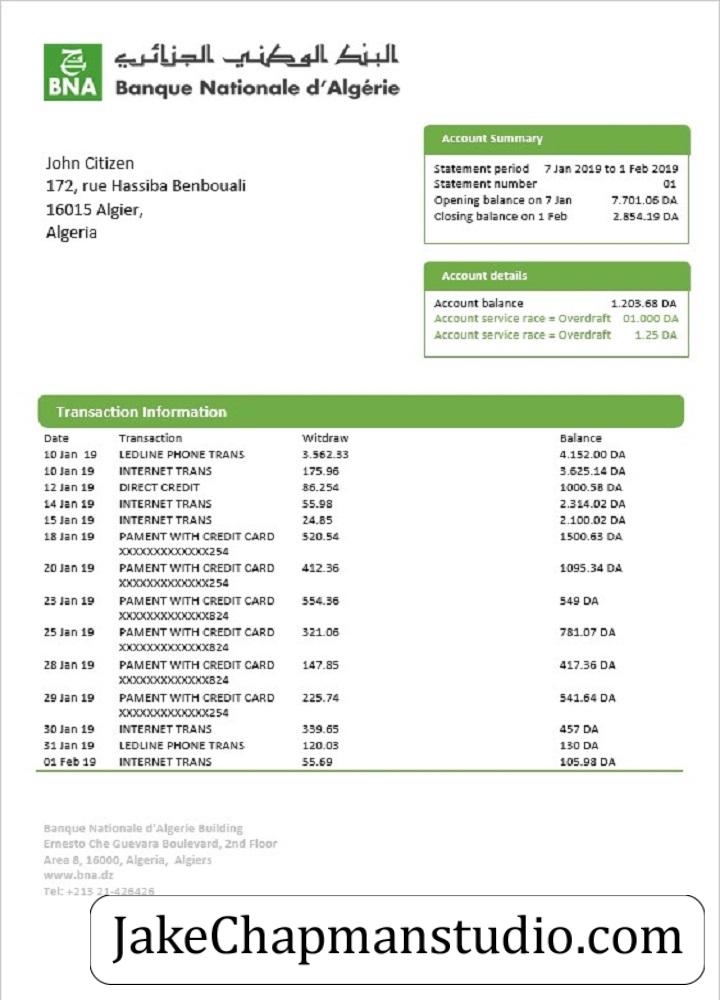 البنك الوطني الجزائري
BNA Banque Nationale d'Algérie
John Citizen
172, rue Hassiba Benbouali
16015 Algier,
Algeria
Account Summary
Statement period 7 Jan 2019 to 1 Feb 2019
Statement number 01
Opening balance on 7 Jan 7.701.06 DA
Closing balance on 1 Feb 2.854.19 DA
Account details
Account balance 1.203.68 DA
Account service race = Overdraft 01.000 DA
Account service race = Overdraft 1.25 DA
Transaction Information
Date Transaction Witdraw Balance
10 Jan 19 LEDLINE PHONE TRANS 3.562.33 4.152.00 DA
10 Jan 19 INTERNET TRANS 175.96 3.625.14 DA
12 Jan 19 DIRECT CREDIT 86.254 1000.58 DA
14 Jan 19 INTERNET TRANS 55.98 2.314.02 DA
15 Jan 19 INTERNET TRANS 24.85 2.100.02 DA
18 Jan 19 PAMENT WITH CREDIT CARD 520.54 1500.63 DA
XXXXXXXXXXXXX254
20 Jan 19 PAMENT WITH CREDIT CARD 412.36 1095.34 DA
XXXXXXXXXXXXX254
23 Jan 19 PAMENT WITH CREDIT CARD 554.36 549 DA
XXXXXXXXXXXXX824
25 Jan 19 PAMENT WITH CREDIT CARD 321.06 781.07 DA
XXXXXXXXXXXXX824
28 Jan 19 PAMENT WITH CREDIT CARD 147.85 417.36 DA
XXXXXXXXXXXXX824
29 Jan 19 PAMENT WITH CREDIT CARD 225.74 541.64 DA
XXXXXXXXXXXXX254
30 Jan 19 INTERNET TRANS 339.65 457 DA
31 Jan 19 LEDLINE PHONE TRANS 120.03 130 DA
01 Feb 19 INTERNET TRANS 55.69 105.98 DA
Banque Nationale d'Algerie Building
Ernesto Che Guevara Boulevard, 2nd Floor
Area 8, 16000, Algeria, Algiers
www.bna.dz
Tel: +213 21-426426
JakeChapmanstudio.com